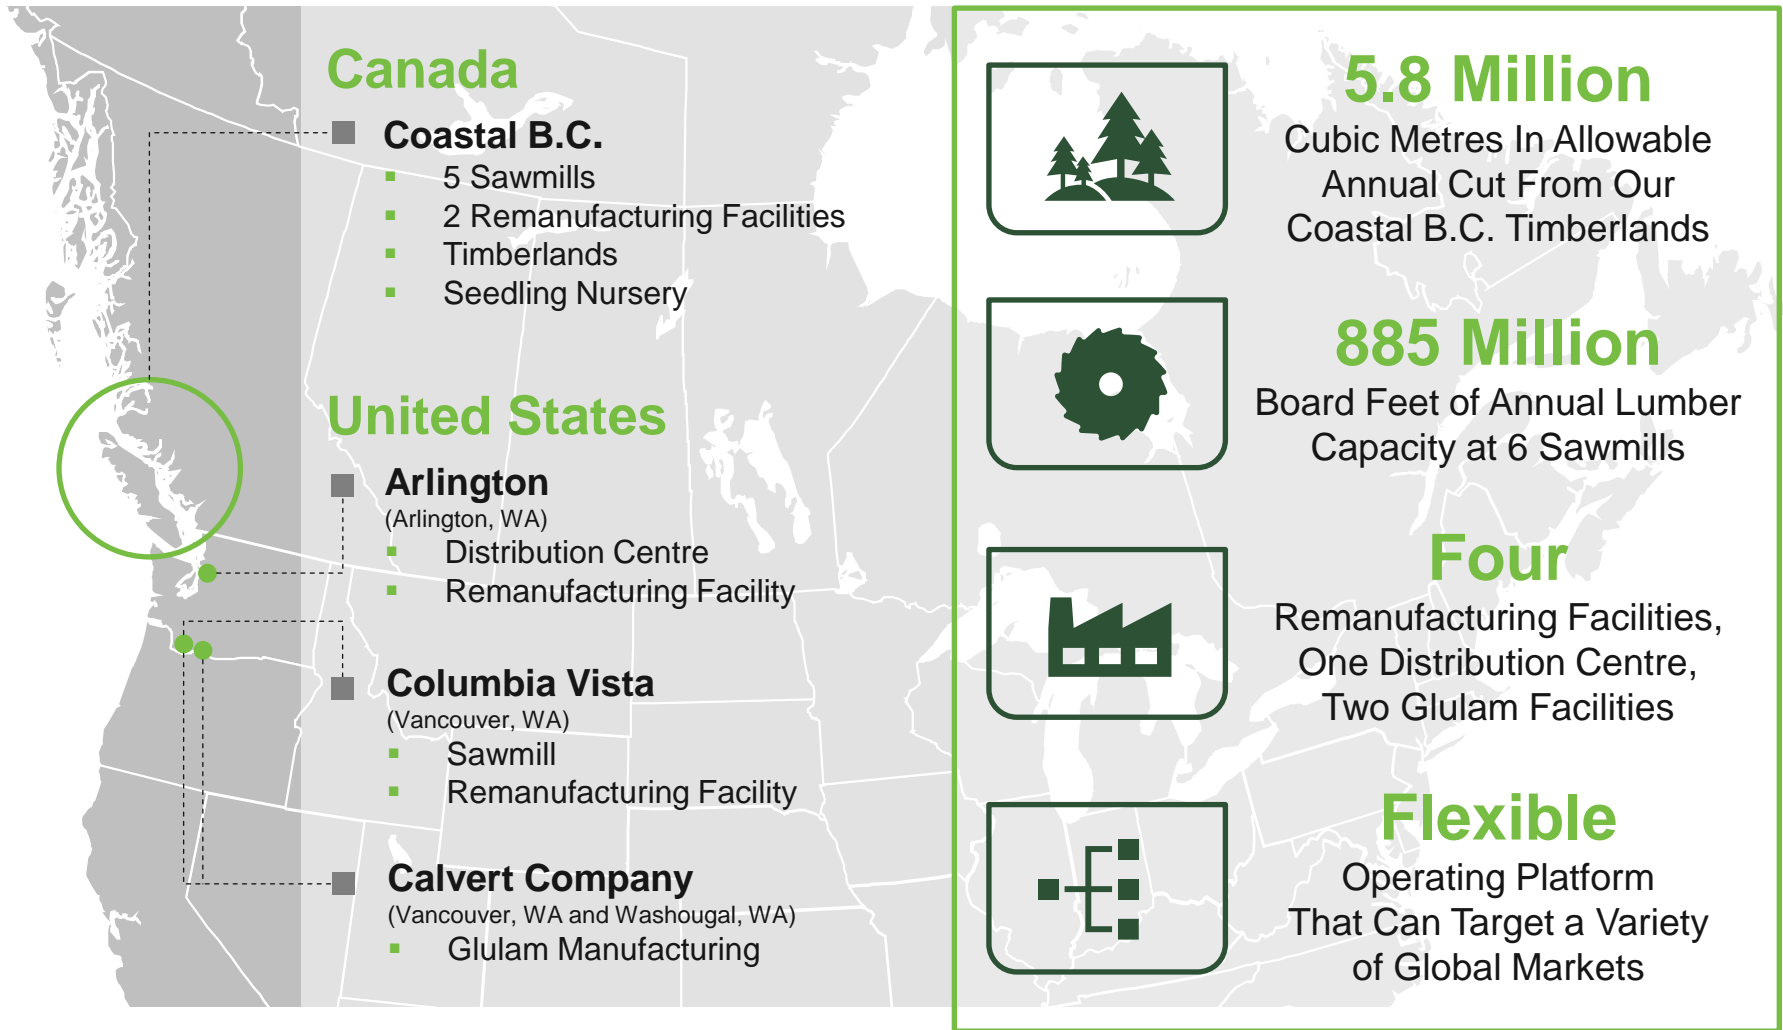 Canada
Coastal B.C.
▪ 5 Sawmills
▪ 2 Remanufacturing Facilities
▪ Timberlands
▪ Seedling Nursery
United States
Arlington
(Arlington, WA)
▪ Distribution Centre
▪ Remanufacturing Facility
Columbia Vista
(Vancouver, WA)
▪ Sawmill
▪ Remanufacturing Facility
Calvert Company
(Vancouver, WA and Washougal, WA)
▪ Glulam Manufacturing
5.8 Million
Cubic Metres In Allowable
Annual Cut From Our
Coastal B.C. Timberlands
885 Million
Board Feet of Annual Lumber
Capacity at 6 Sawmills
Four
Remanufacturing Facilities,
One Distribution Centre,
Two Glulam Facilities
Flexible
Operating Platform
That Can Target a Variety
of Global Markets